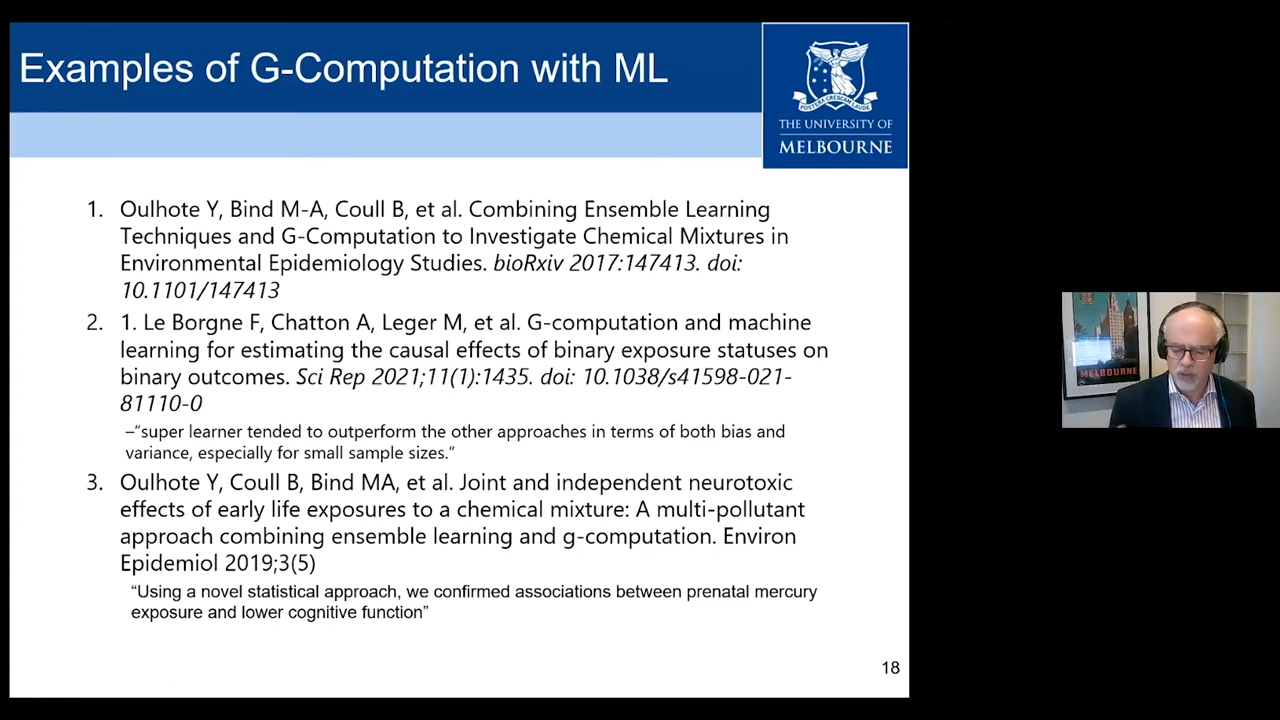 Examples of G-Computation with ML
POSTERA CRESCAM LAUDE
THE UNIVERSITY OF
MELBOURNE
1. Oulhote Y, Bind M-A, Coull B, et al. Combining Ensemble Learning
Techniques and G-Computation to Investigate Chemical Mixtures in
Environmental Epidemiology Studies. bioRxiv 2017:147413. doi:
10.1101/147413
2. 1. Le Borgne F, Chatton A, Leger M, et al. G-computation and machine
learning for estimating the causal effects of binary exposure statuses on
binary outcomes. Sci Rep 2021;11(1):1435. doi: 10.1038/s41598-021-
81110-0
–“super learner tended to outperform the other approaches in terms of both bias and
variance, especially for small sample sizes.“
3. Oulhote Y, Coull B, Bind MA, et al. Joint and independent neurotoxic
effects of early life exposures to a chemical mixture: A multi-pollutant
approach combining ensemble learning and g-computation. Environ
Epidemiol 2019;3(5)
“Using a novel statistical approach, we confirmed associations between prenatal mercury
exposure and lower cognitive function”
18
MELBOURNE